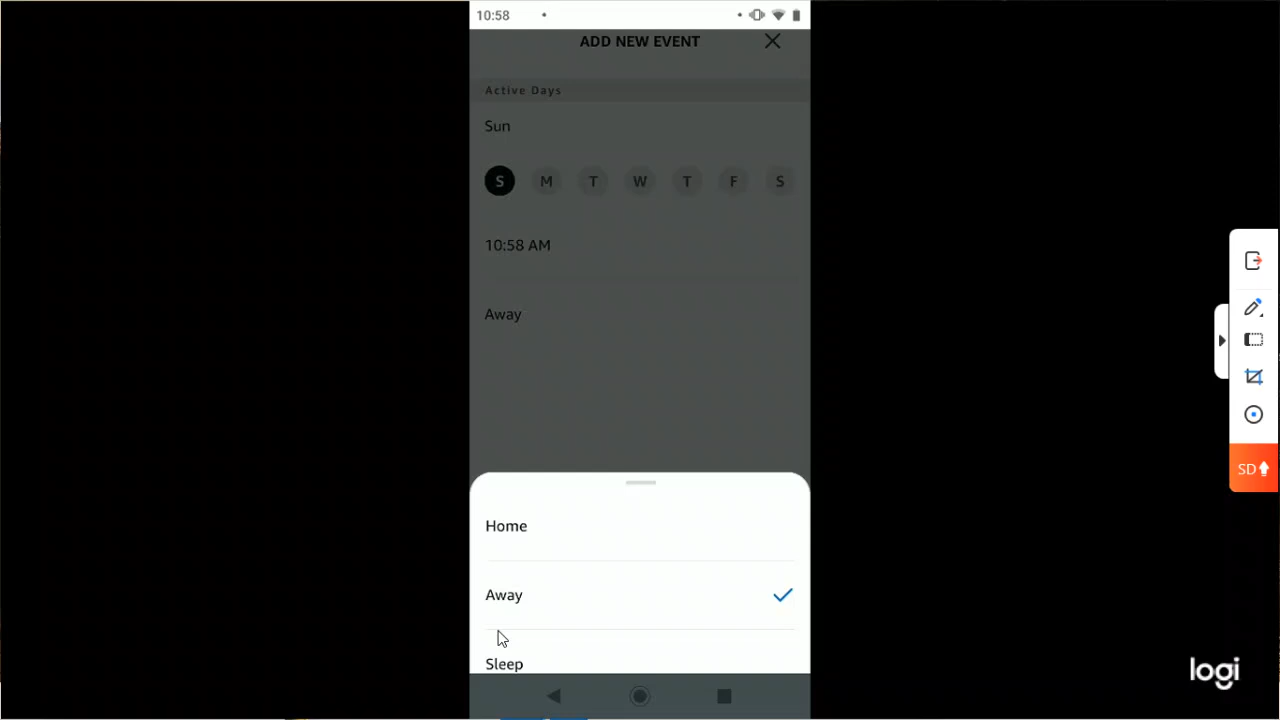 10:58
ADD NEW EVENT
Active Days
Sun
S M T W T F S
10:58 AM
Away
Home
Away
Sleep
SD
logi